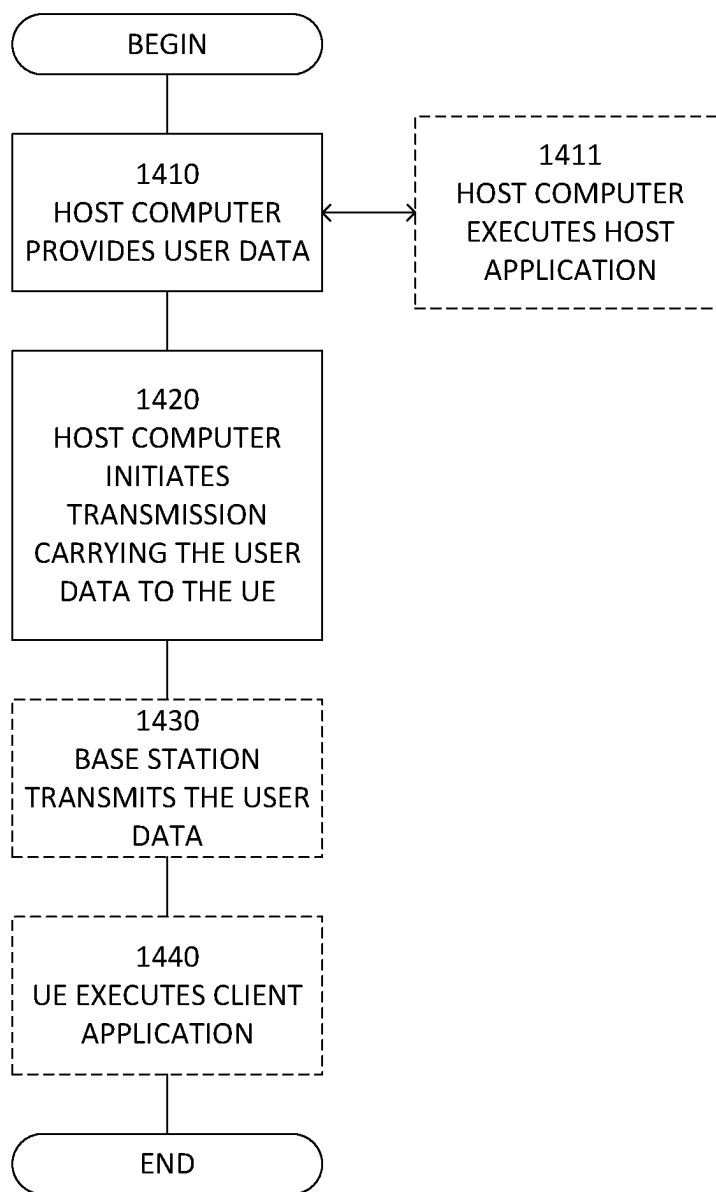 BEGIN
1410
HOST COMPUTER
PROVIDES USER DATA
1411
HOST COMPUTER
EXECUTES HOST
APPLICATION
1420
HOST COMPUTER
INITIATES
TRANSMISSION
CARRYING THE USER
DATA TO THE UE
1430
BASE STATION
TRANSMITS THE USER
DATA
1440
UE EXECUTES CLIENT
APPLICATION
END